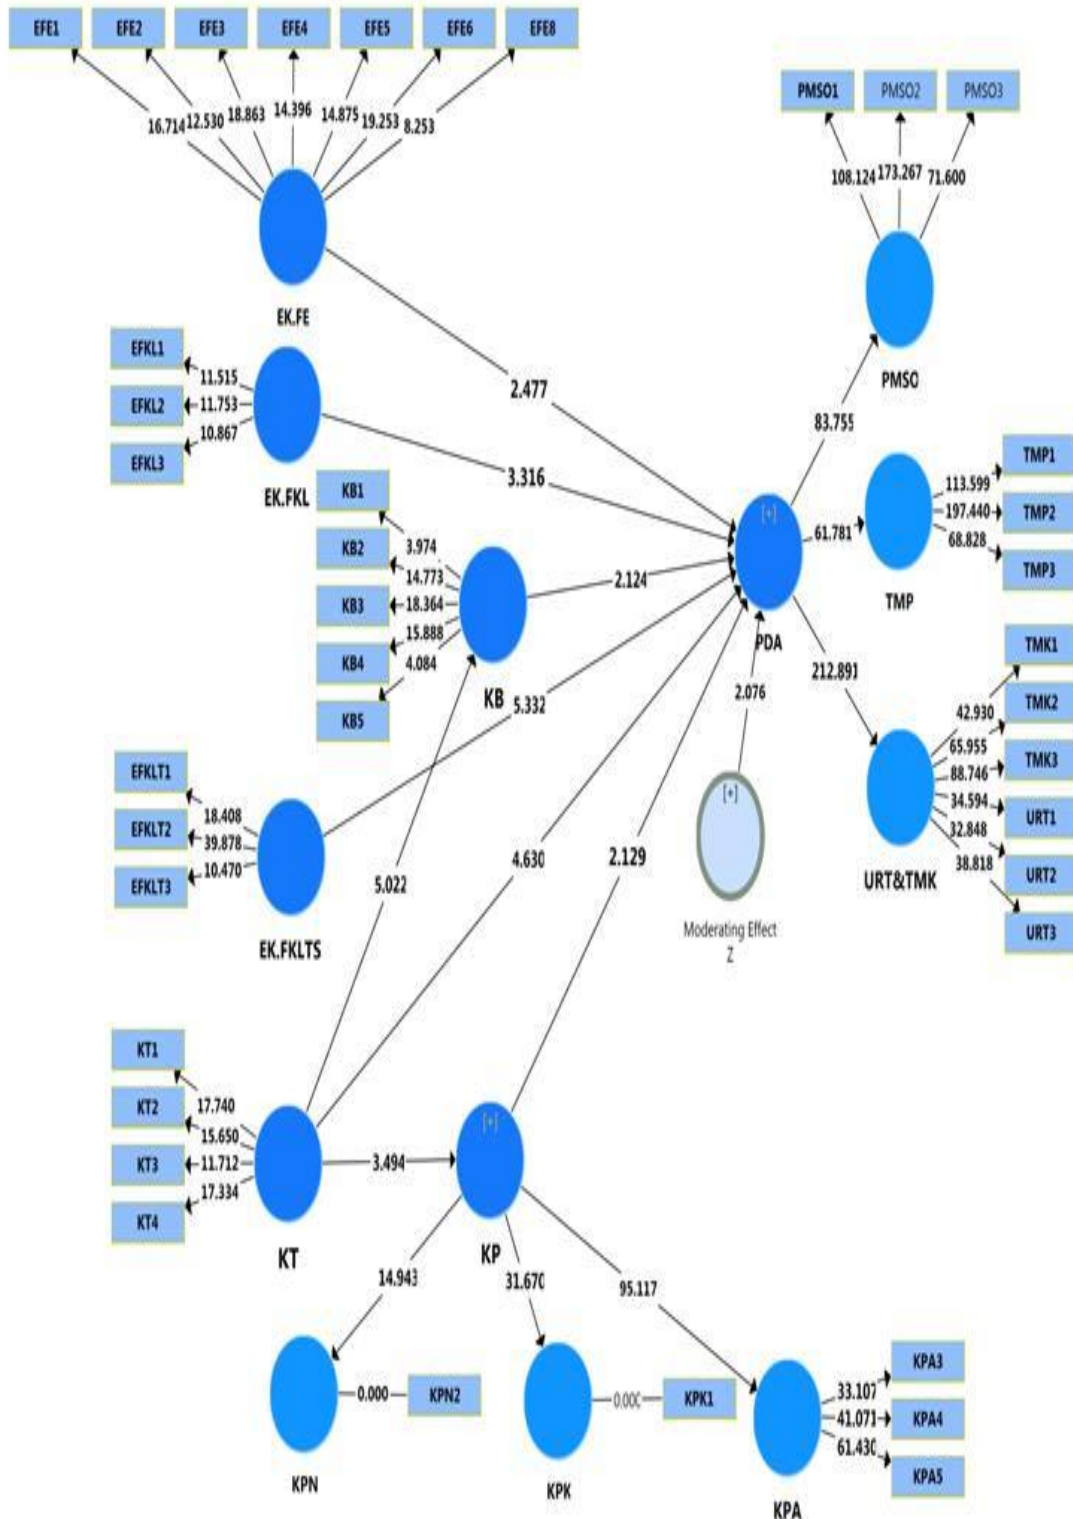 EFE1 EFE2 EFE3 EFE4 EFE5 EFE6 EFE8
16.714 12.530 18.863 14.396 14.875 19.253 8.253
EK.FE
PMSO1 PMSO2 PMSO3
108.124 173.267 71.600
PMSO
EFKL1
EFKL2
EFKL3
11.515
11.753
10.867
EK.FKL
2.477
3.316
83.755
KB1
KB2
KB3
KB4
KB5
3.974
14.773
18.364
15.888
4.084
KB
2.124
[+]
PDA
61.781
TMP
113.599
197.440
68.828
TMP1
TMP2
TMP3
212.891
2.076
5.332
EFKLT1
EFKLT2
EFKLT3
18.408
39.878
10.470
EK.FKLTS
5.022
4.630
2.129
[+]
Moderating Effect
Z
42.930
65.955
88.746
34.594
32.848
38.818
URT&TMK
TMK1
TMK2
TMK3
URT1
URT2
URT3
KT1
KT2
KT3
KT4
17.740
15.650
11.712
17.334
KT
3.494
[+]
KP
14.943
31.670
95.117
KPN
0.000
KPN2
KPK
0.000
KPK1
KPA
33.107
41.071
61.430
KPA3
KPA4
KPA5